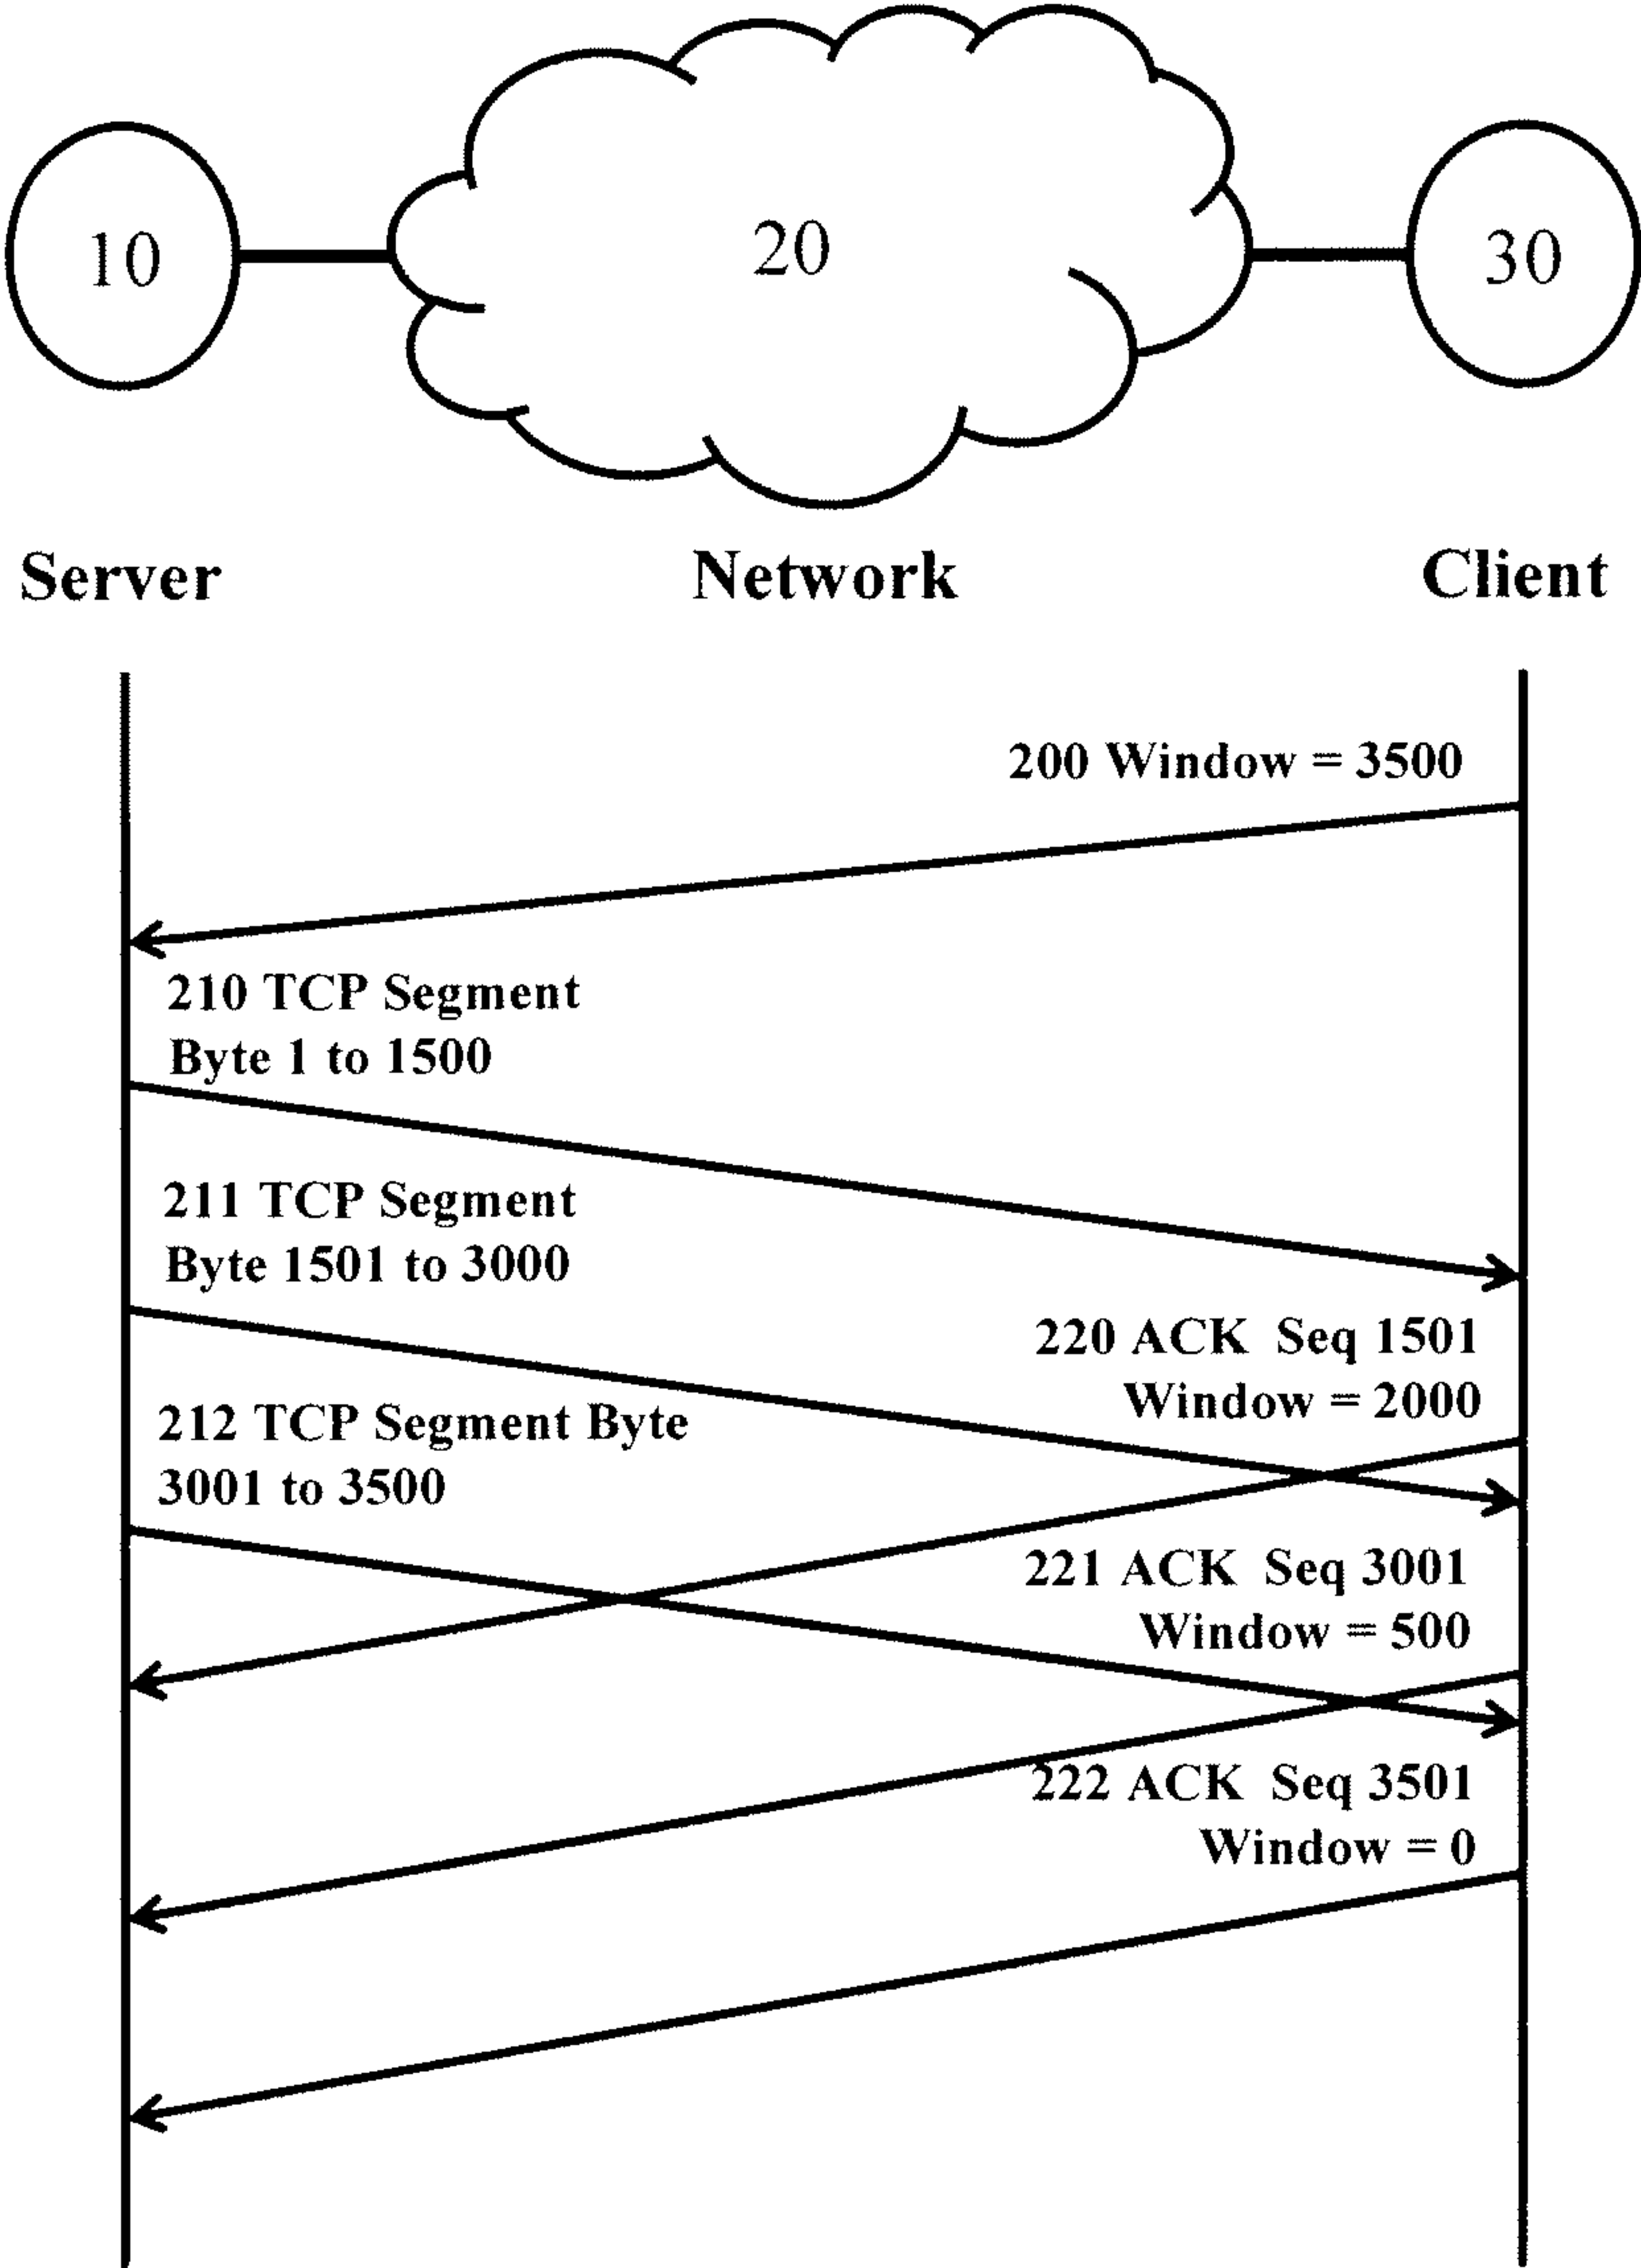 10
20
30
Server
Network
Client
200 Window = 3500
210 TCP Segment
Byte 1 to 1500
211 TCP Segment
Byte 1501 to 3000
220 ACK Seq 1501
Window = 2000
212 TCP Segment Byte
3001 to 3500
221 ACK Seq 3001
Window = 500
222 ACK Seq 3501
Window = 0